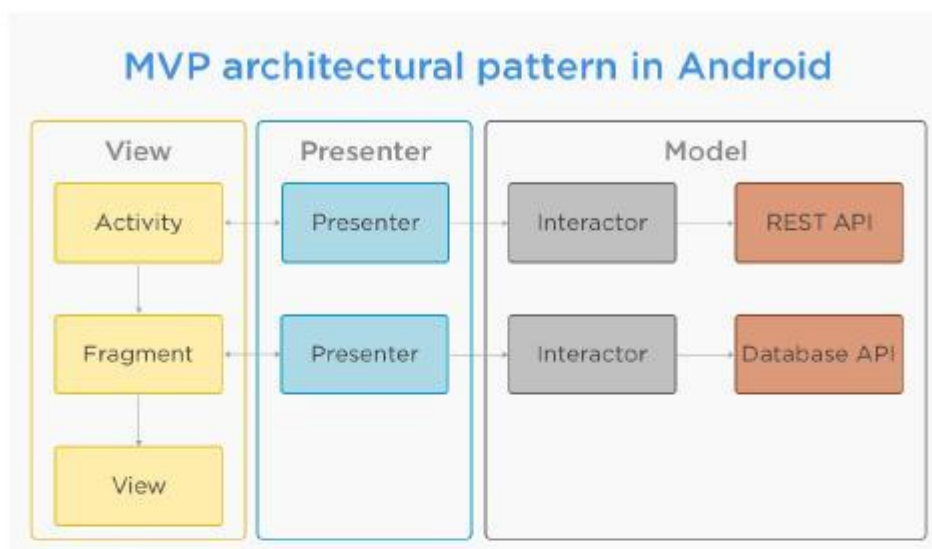 MVP architectural pattern in Android
View
Presenter
Model
Activity
Presenter
Interactor
REST API
Fragment
Presenter
Interactor
Database API
View